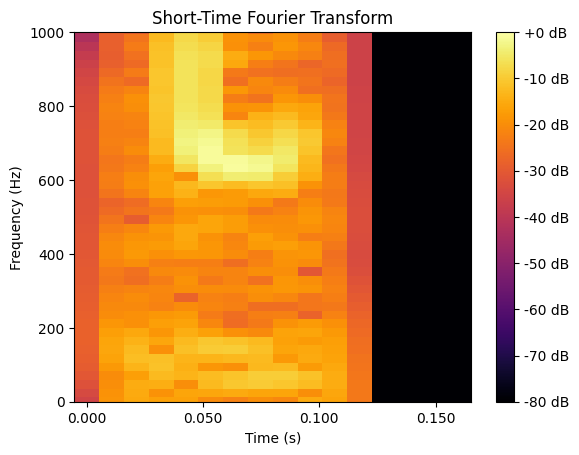 Short-Time Fourier Transform
1000
800
600
400
200
0
Frequency (Hz)
0.000
0.050
0.100
0.150
Time (s)
+0 dB
-10 dB
-20 dB
-30 dB
-40 dB
-50 dB
-60 dB
-70 dB
-80 dB